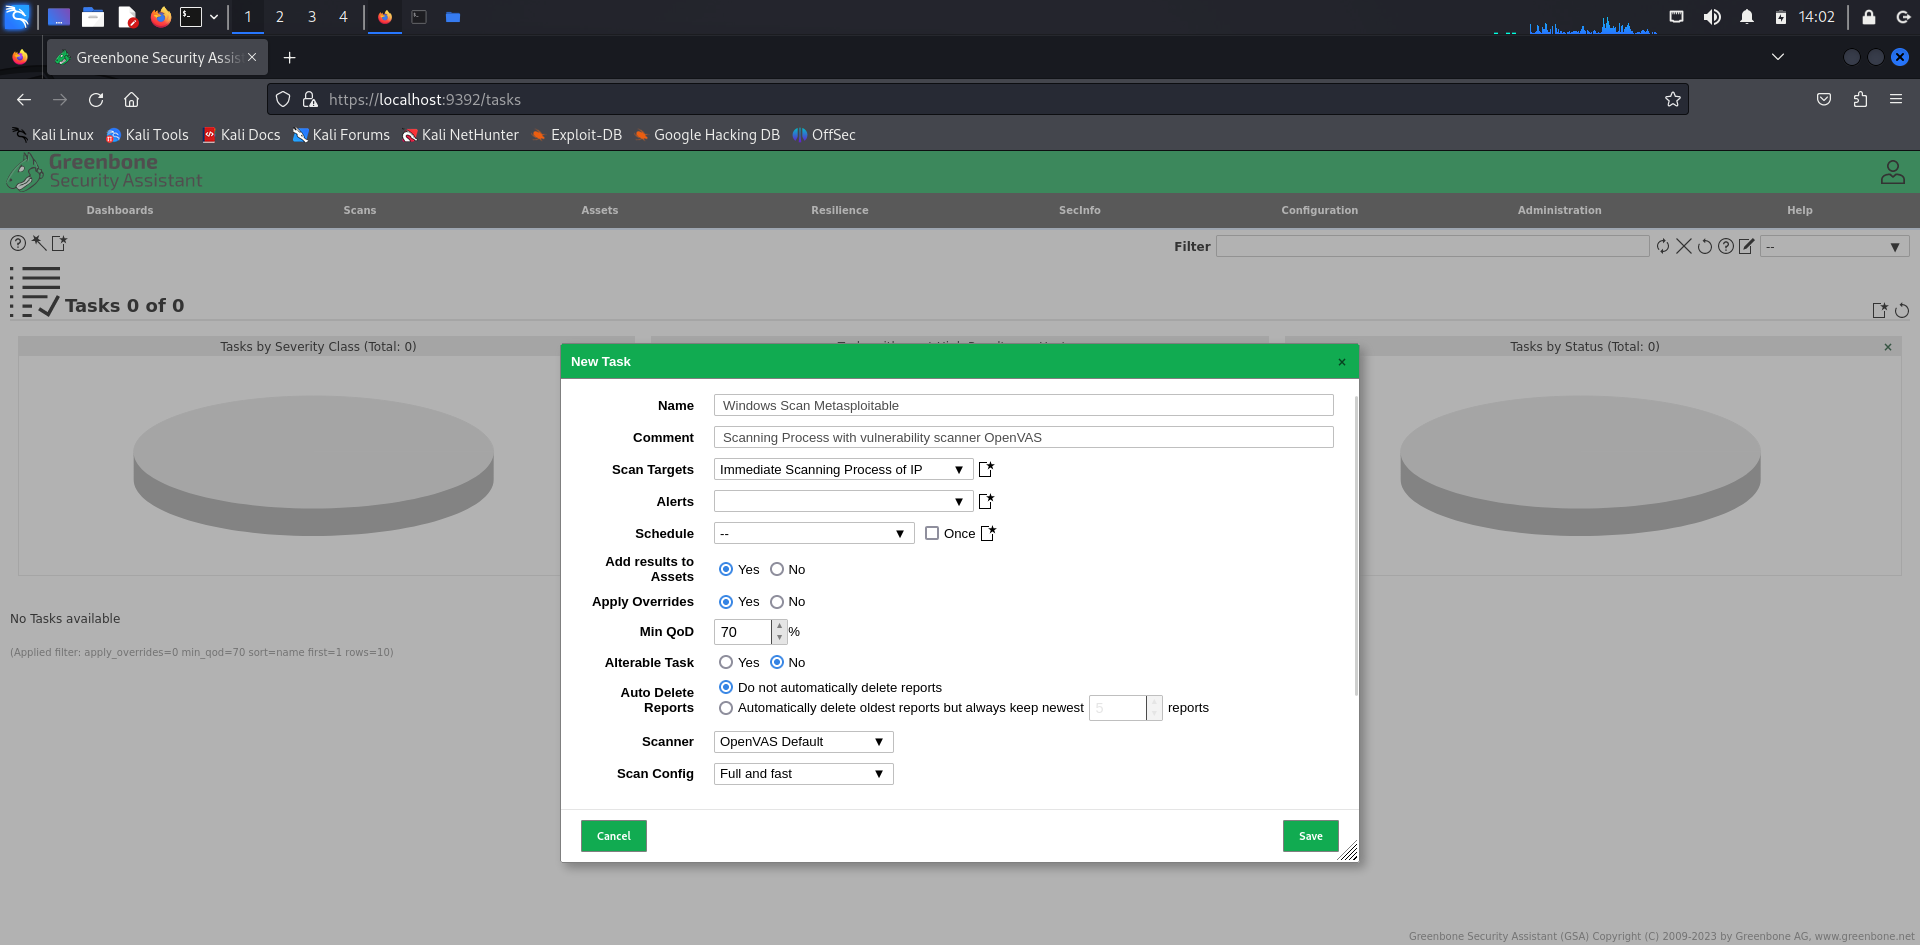 1 2 3 4 14:02
Greenbone Security Assis
https://localhost:9392/tasks
Kali Linux Kali Tools Kali Docs Kali Forums Kali NetHunter Exploit-DB Google Hacking DB OffSec
Greenbone
Security Assistant
Dashboards Scans Assets Resilience SecInfo Configuration Administration Help
Filter --
Tasks 0 of 0
Tasks by Severity Class (Total: 0) Tasks by Status (Total: 0) ×
New Task ×
Name Windows Scan Metasploitable
Comment Scanning Process with vulnerability scanner OpenVAS
Scan Targets Immediate Scanning Process of IP
Alerts
Schedule -- Once
Add results to
Assets
Yes No
Apply Overrides Yes No
Min QoD 70 %
Alterable Task Yes No
Auto Delete
Reports
Do not automatically delete reports
Automatically delete oldest reports but always keep newest 5 reports
Scanner OpenVAS Default
Scan Config Full and fast
Cancel Save
No Tasks available
(Applied filter: apply_overrides=0 min_qod=70 sort=name first=1 rows=10)
Greenbone Security Assistant (GSA) Copyright (C) 2009-2023 by Greenbone AG, www.greenbone.net